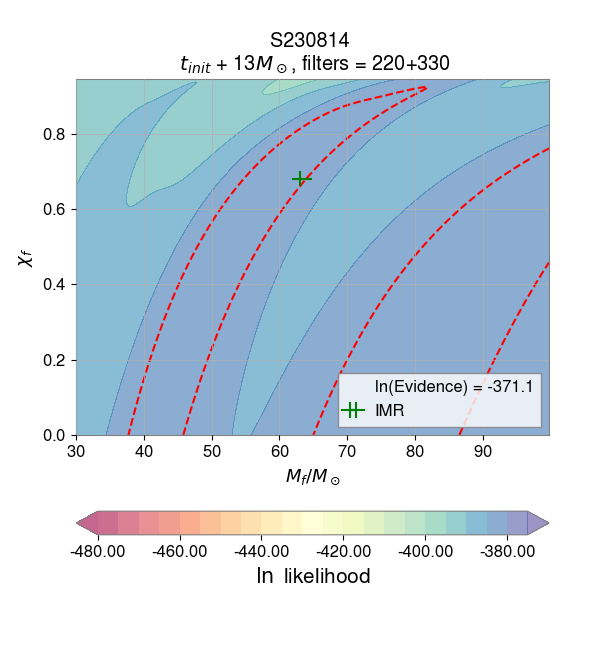 S230814
t_init + 13M_⊙, filters = 220+330
χ_f
0.8
0.6
0.4
0.2
0.0
30 40 50 60 70 80 90
M_f/M_⊙
ln(Evidence) = -371.1
IMR
-480.00 -460.00 -440.00 -420.00 -400.00 -380.00
ln likelihood